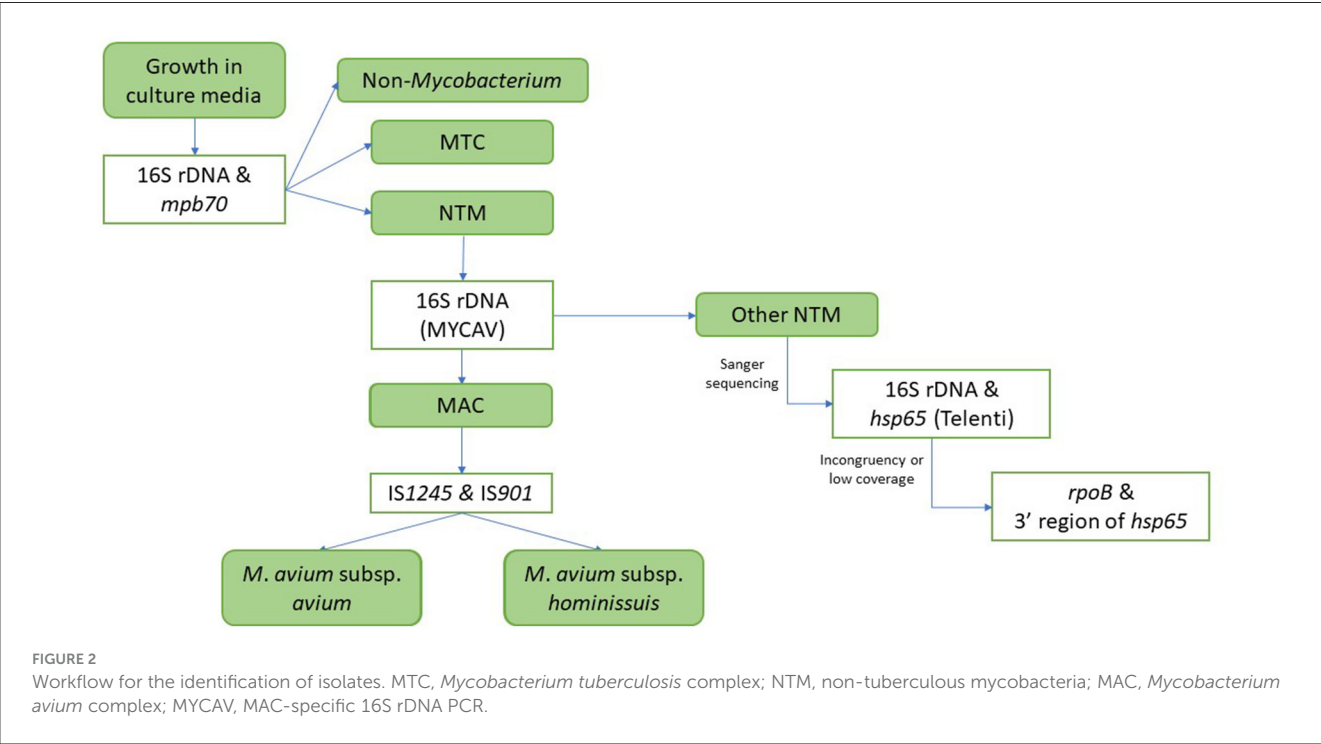 Growth in
culture media
Non-Mycobacterium
MTC
16S rDNA &
mpb70
NTM
16S rDNA
(MYCAV)
Other NTM
Sanger
sequencing
16S rDNA &
hsp65 (Telenti)
MAC
Incongruency or
low coverage
IS1245 & IS901
rpoB &
3’ region of hsp65
M. avium subsp.
avium
M. avium subsp.
hominissuis
FIGURE 2
Workflow for the identification of isolates. MTC, Mycobacterium tuberculosis complex; NTM, non-tuberculous mycobacteria; MAC, Mycobacterium
avium complex; MYCAV, MAC-specific 16S rDNA PCR.